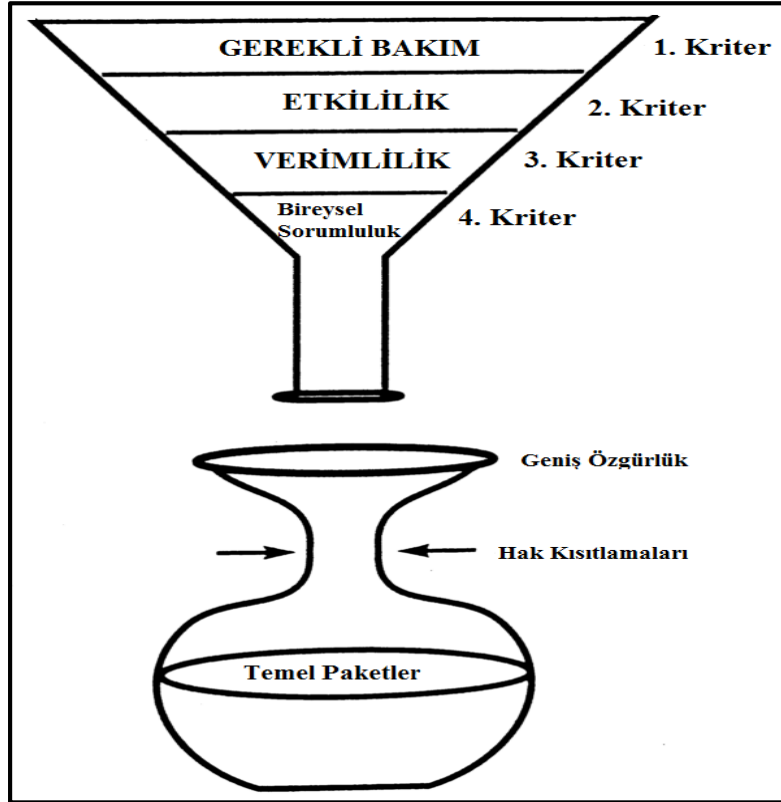 GEREKLİ BAKIM
1. Kriter
ETKİLİLİK
2. Kriter
VERİMLİLİK
3. Kriter
Bireysel
Sorumluluk
4. Kriter
Geniş Özgürlük
Hak Kısıtlamaları
Temel Paketler